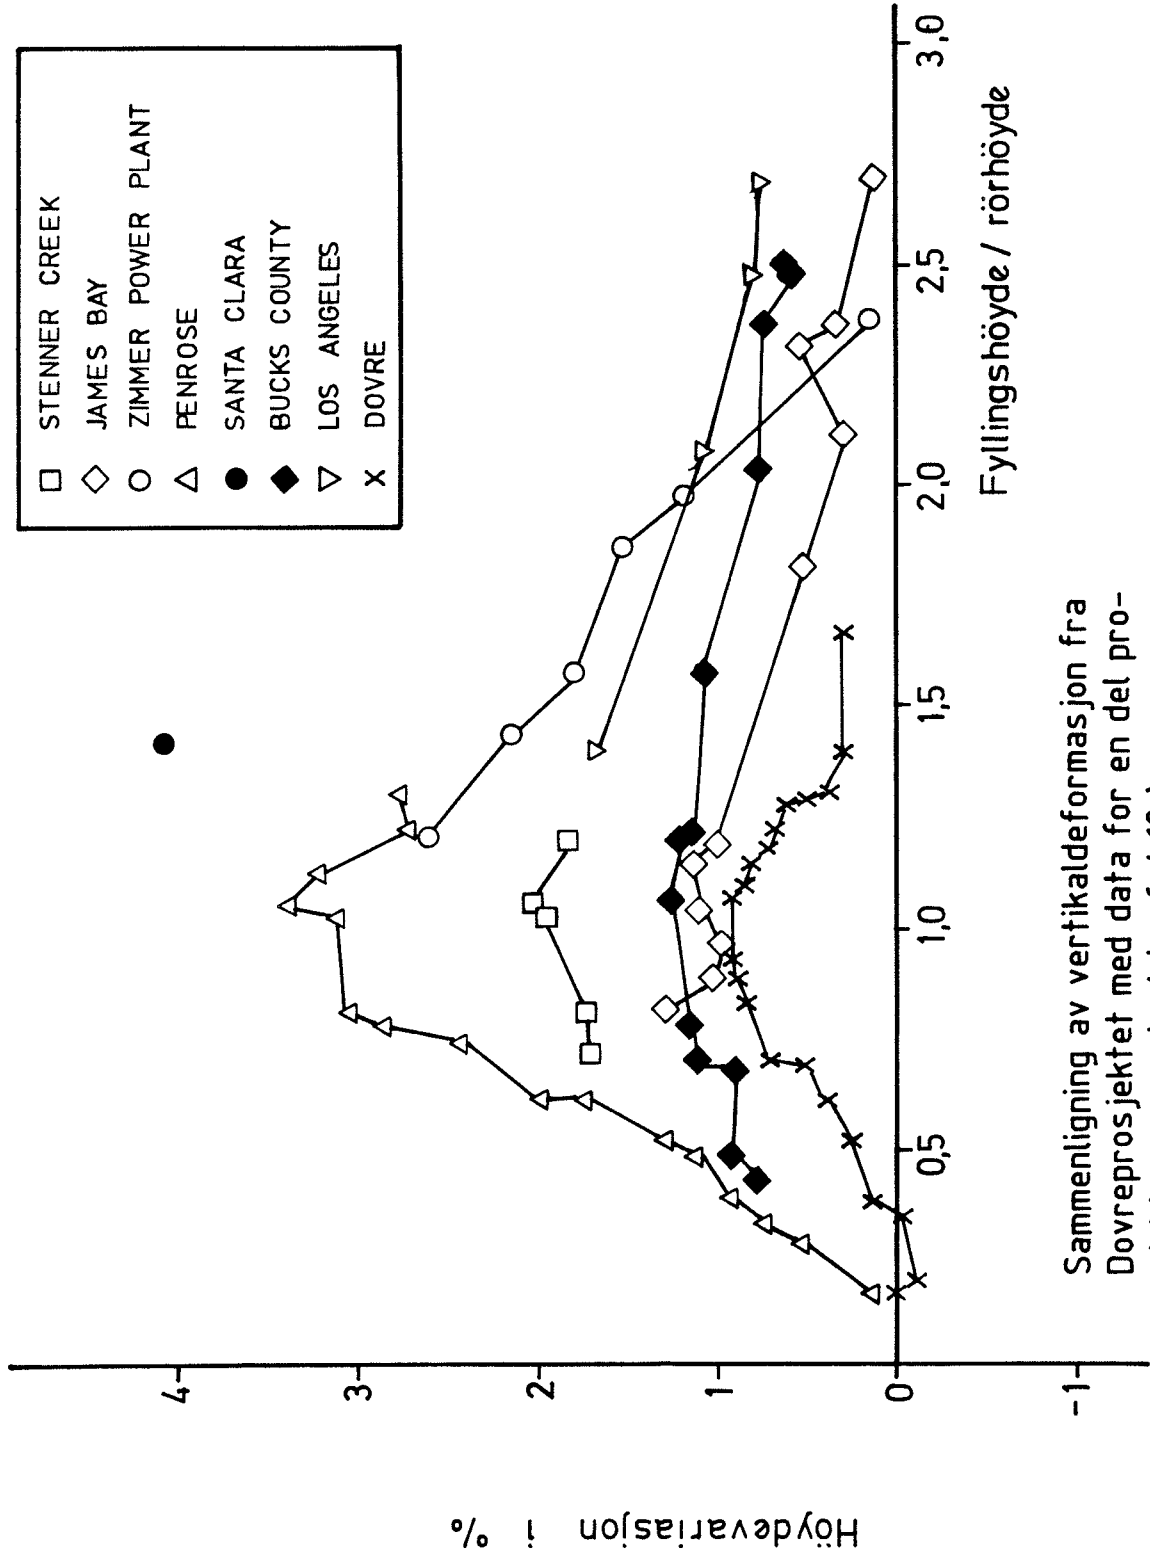 STENNER CREEK
JAMES BAY
ZIMMER POWER PLANT
PENROSE
SANTA CLARA
BUCKS COUNTY
LOS ANGELES
DOVRE
Höydevariasjon i %
4
3
2
1
0
-1
0,5
1,0
1,5
2,0
2,5
3,0
Fyllingshöyde / rörhöyde
Sammenligning av vertikaldeformasjon fra
Dovreprosjektet med data for en del pro-